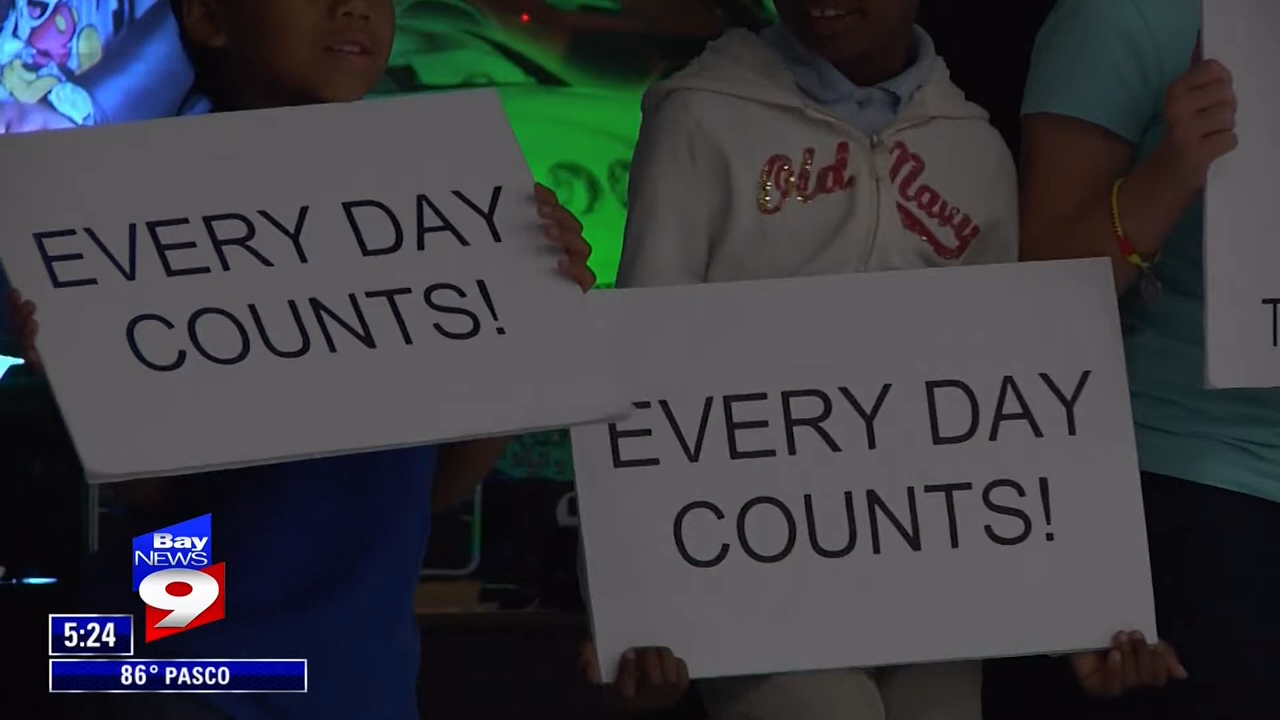 EVERY DAY
COUNTS!
Old Navy
EVERY DAY
COUNTS!
T
Bay
NEWS
9
5:24
86° PASCO